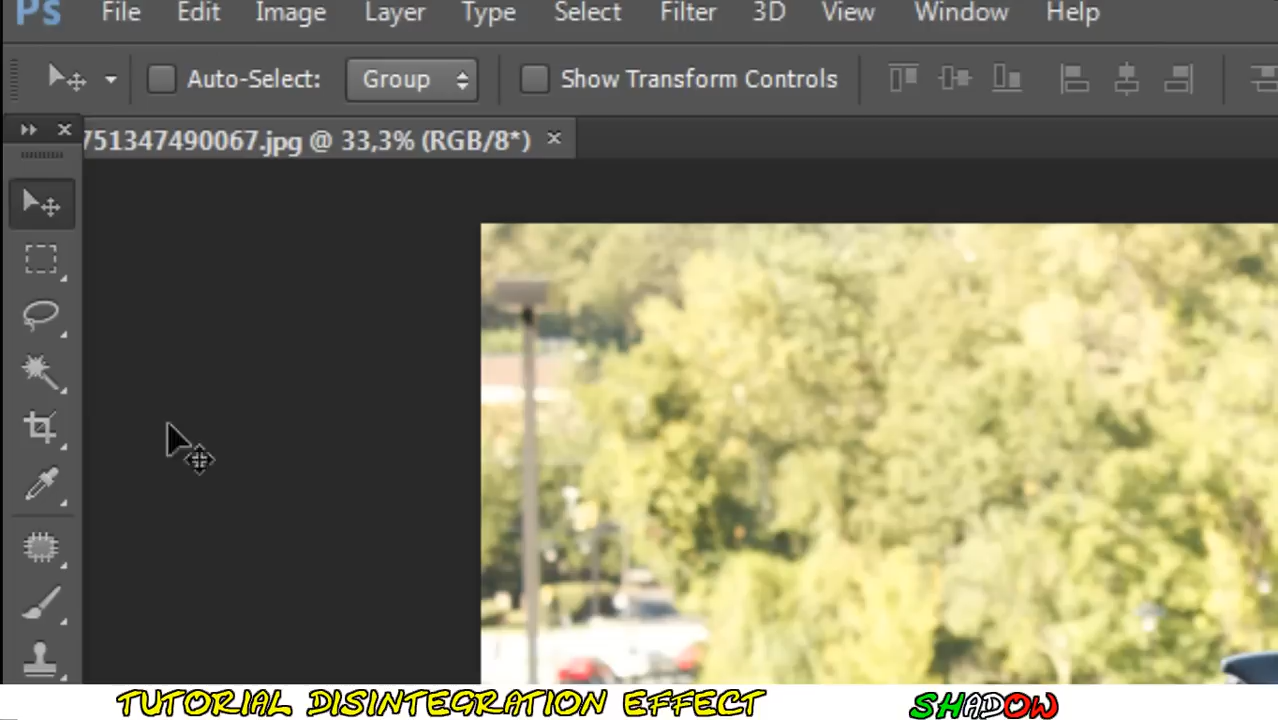 Ps File Edit Image Layer Type Select Filter 3D View Window Help
Auto-Select: Group Show Transform Controls
751347490067.jpg @ 33,3% (RGB/8*) ×
TUTORIAL DISINTEGRATION EFFECT SHADOW